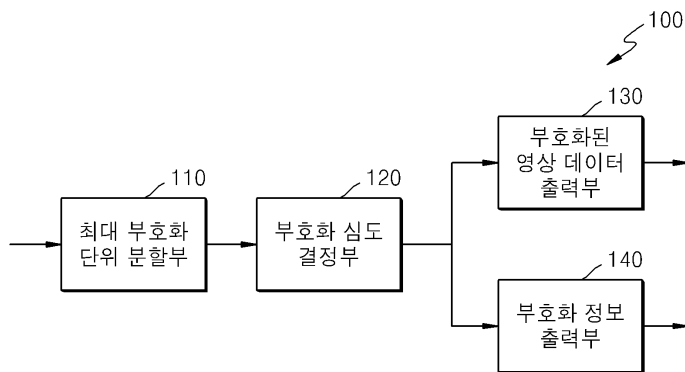 100
110
최대 부호화
단위 분할부
120
부호화 심도
결정부
130
부호화된
영상 데이터
출력부
140
부호화 정보
출력부